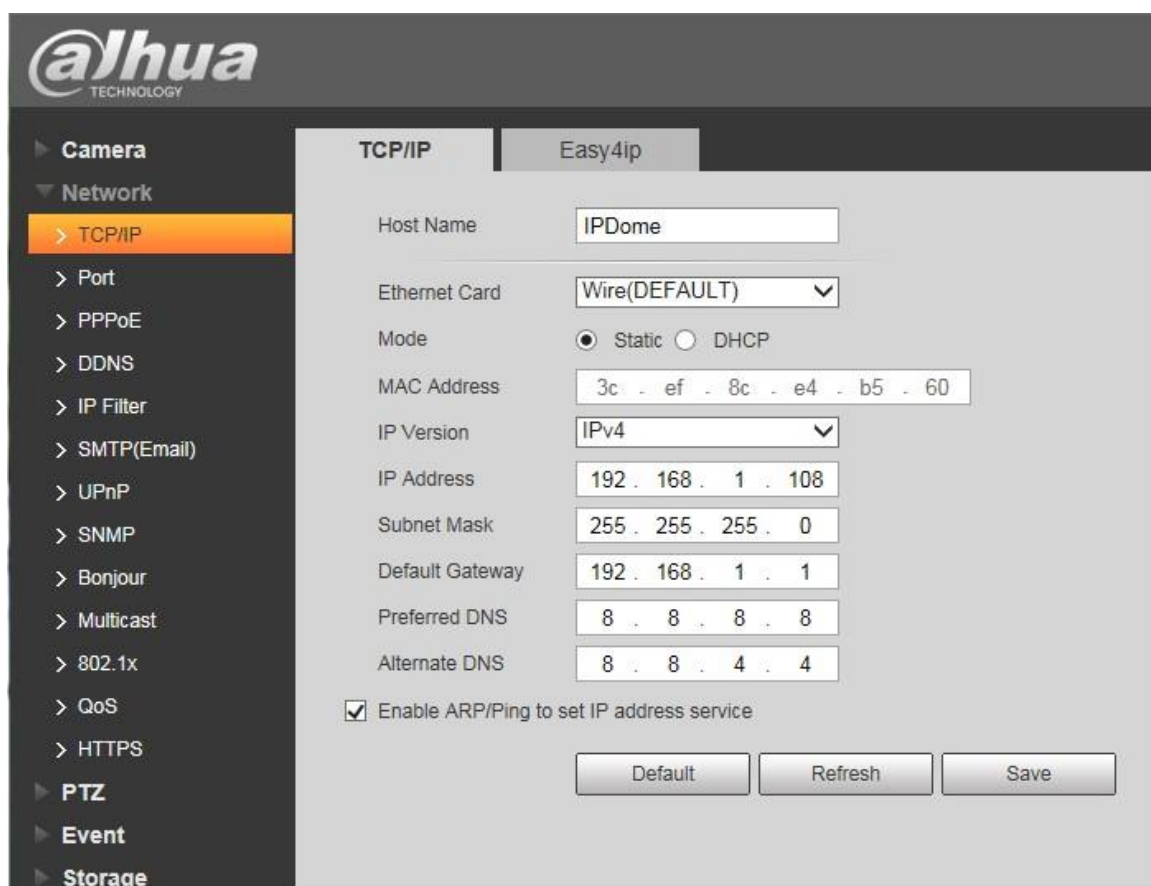 alhua
TECHNOLOGY
Camera
Network
TCP/IP
Port
PPPoE
DDNS
IP Filter
SMTP(Email)
UPnP
SNMP
Bonjour
Multicast
802.1x
QoS
HTTPS
PTZ
Event
Storage
TCP/IP Easy4ip
Host Name IPDome
Ethernet Card Wire(DEFAULT)
Mode Static DHCP
MAC Address 3c - ef - 8c - e4 - b5 - 60
IP Version IPv4
IP Address 192 . 168 . 1 . 108
Subnet Mask 255 . 255 . 255 . 0
Default Gateway 192 . 168 . 1 . 1
Preferred DNS 8 . 8 . 8 . 8
Alternate DNS 8 . 8 . 4 . 4
Enable ARP/Ping to set IP address service
Default Refresh Save